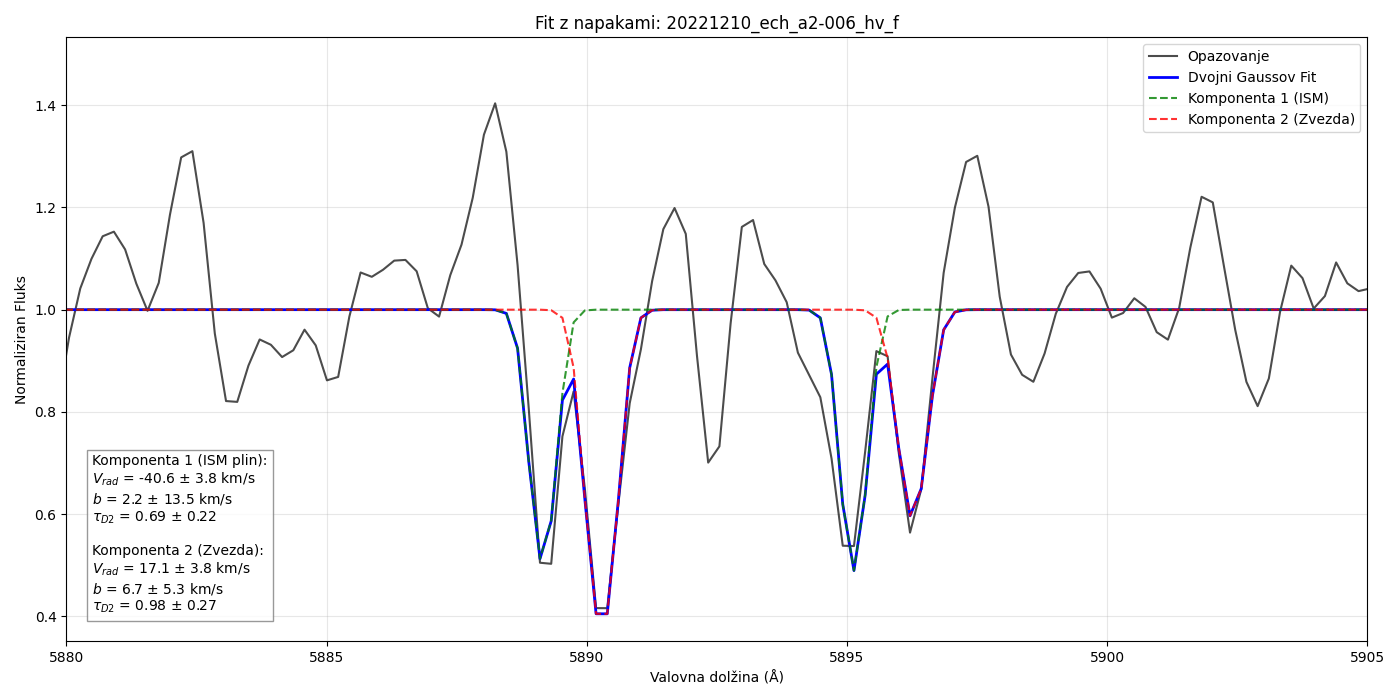 Fit z napakami: 20221210_ech_a2-006_hv_f
Normaliziran Fluks
1.4
1.2
1.0
0.8
0.6
0.4
Opazovanje
Dvojni Gaussov Fit
Komponenta 1 (ISM)
Komponenta 2 (Zvezda)
Komponenta 1 (ISM plin):
V_rad = -40.6 ± 3.8 km/s
b = 2.2 ± 13.5 km/s
τ_D2 = 0.69 ± 0.22
Komponenta 2 (Zvezda):
V_rad = 17.1 ± 3.8 km/s
b = 6.7 ± 5.3 km/s
τ_D2 = 0.98 ± 0.27
5880 5885 5890 5895 5900 5905
Valovna dolžina (Å)